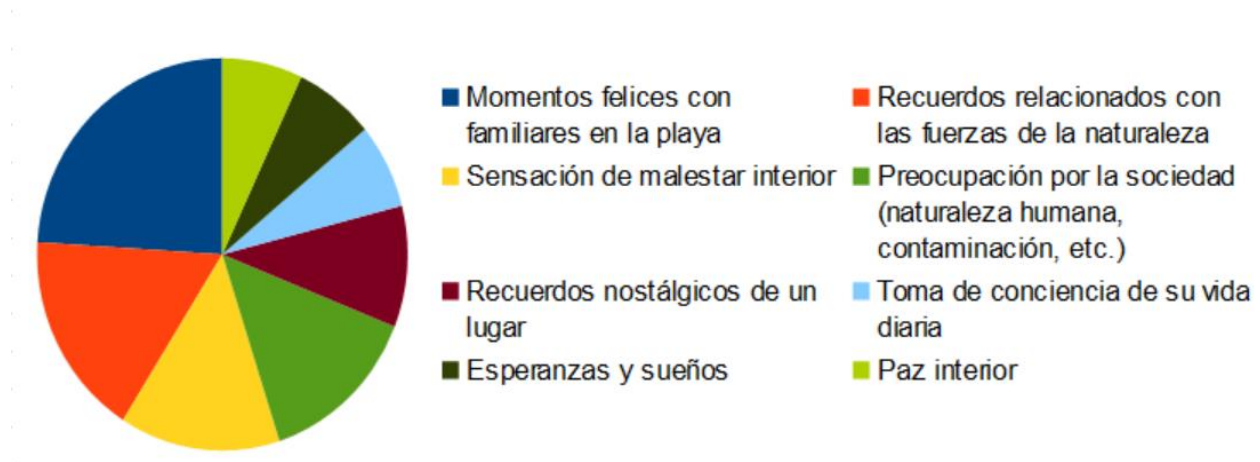 Momentos felices con
familiares en la playa
Recuerdos relacionados con
las fuerzas de la naturaleza
Sensación de malestar interior
Preocupación por la sociedad
(naturaleza humana,
contaminación, etc.)
Recuerdos nostálgicos de un
lugar
Toma de conciencia de su vida
diaria
Esperanzas y sueños
Paz interior